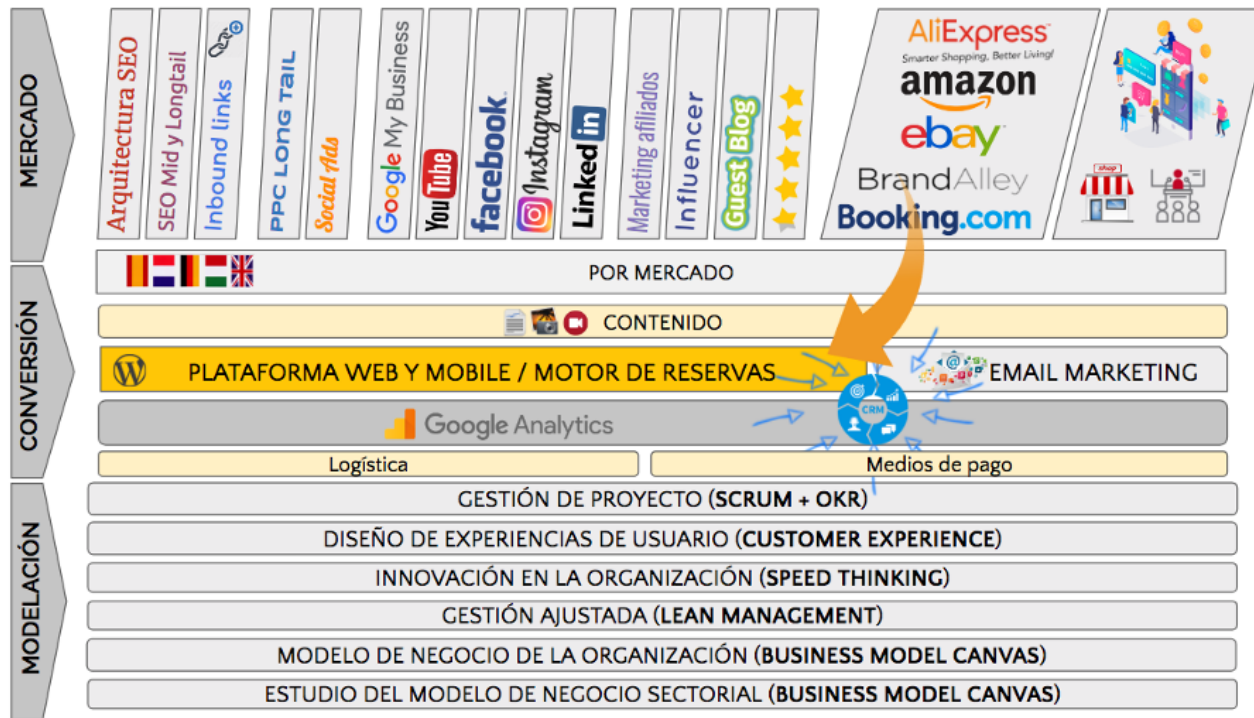 MERCADO
Arquitectura SEO
SEO Mid y Longtail
Inbound links
PPC LONG TAIL
Social Ads
Google My Business
YouTube
facebook
Instagram
Linked in
Marketing afiliados
Influencer
Guest Blog
AliExpress
Smarter Shopping, Better Living!
amazon
ebay
BrandAlley
Booking.com
shop
CONVERSIÓN
POR MERCADO
CONTENIDO
PLATAFORMA WEB Y MOBILE / MOTOR DE RESERVAS
EMAIL MARKETING
CRM
Google Analytics
Logística
Medios de pago
MODELACIÓN
GESTIÓN DE PROYECTO (SCRUM + OKR)
DISEÑO DE EXPERIENCIAS DE USUARIO (CUSTOMER EXPERIENCE)
INNOVACIÓN EN LA ORGANIZACIÓN (SPEED THINKING)
GESTIÓN AJUSTADA (LEAN MANAGEMENT)
MODELO DE NEGOCIO DE LA ORGANIZACIÓN (BUSINESS MODEL CANVAS)
ESTUDIO DEL MODELO DE NEGOCIO SECTORIAL (BUSINESS MODEL CANVAS)